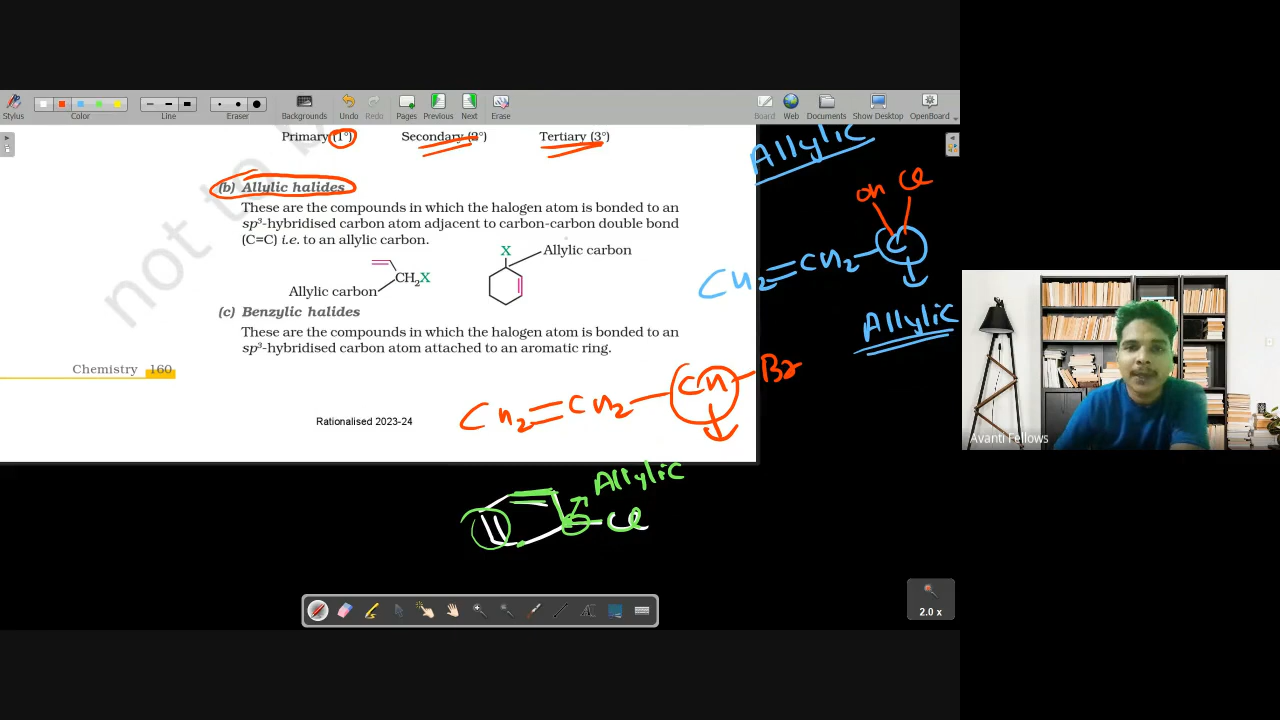 Stylus
Color
Line
Eraser
Backgrounds
Undo
Redo
Pages
Previous
Next
Erase
Board
Web
Documents
Show Desktop
OpenBoard
Primary (1°)
Secondary (2°)
Tertiary (3°)
Allylic
(b) Allylic halides
These are the compounds in which the halogen atom is bonded to an
sp³-hybridised carbon atom adjacent to carbon-carbon double bond
(C=C) i.e. to an allylic carbon.
X
Allylic carbon
CH₂X
Allylic carbon
OH Cl
CH₂=CH₂-C
Allylic
(c) Benzylic halides
These are the compounds in which the halogen atom is bonded to an
sp³-hybridised carbon atom attached to an aromatic ring.
Chemistry 160
CH₂=CH₂-CH-Br
Rationalised 2023-24
not to b
Allylic
Cl
Avanti Fellows
2.0 x